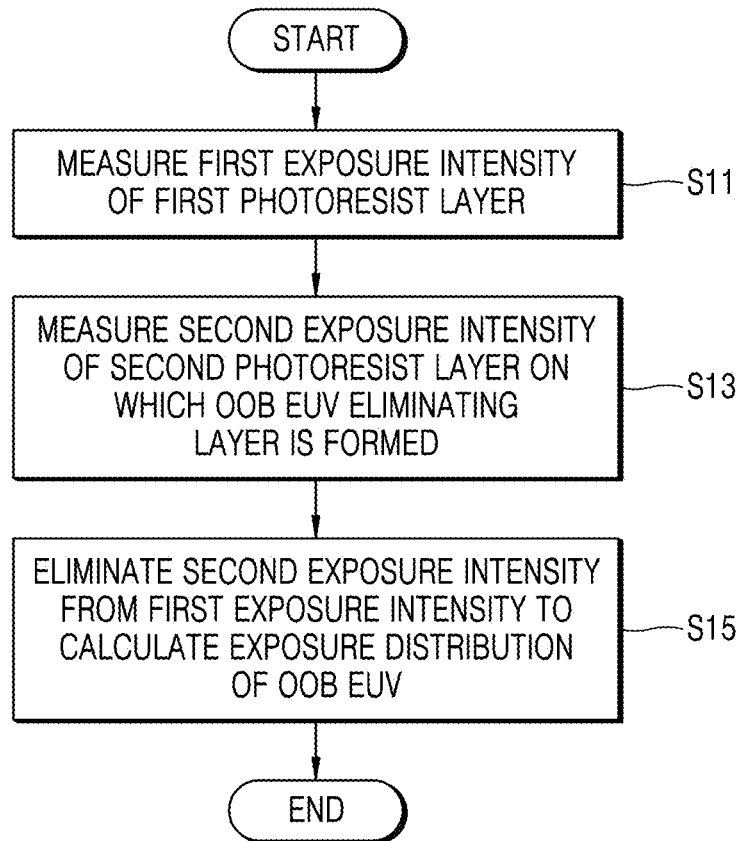 START
MEASURE FIRST EXPOSURE INTENSITY
OF FIRST PHOTORESIST LAYER
S11
MEASURE SECOND EXPOSURE INTENSITY
OF SECOND PHOTORESIST LAYER ON
WHICH OOB EUV ELIMINATING
LAYER IS FORMED
S13
ELIMINATE SECOND EXPOSURE INTENSITY
FROM FIRST EXPOSURE INTENSITY TO
CALCULATE EXPOSURE DISTRIBUTION
OF OOB EUV
S15
END